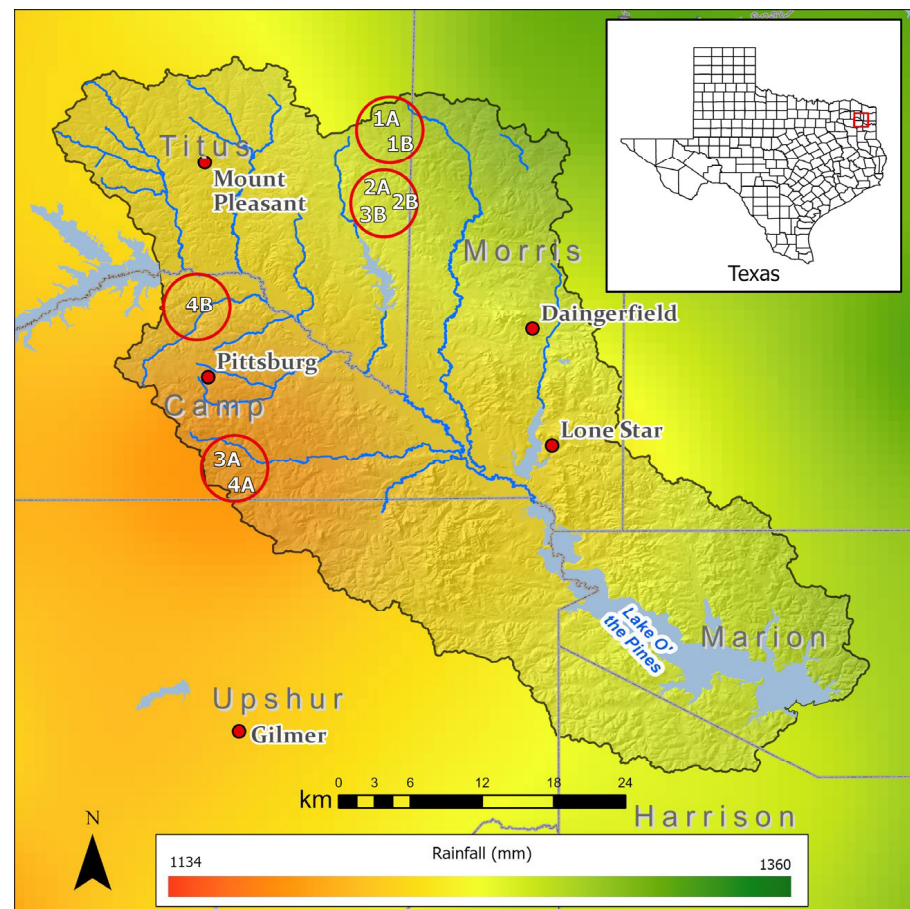 Texas
1A
1B
Titus
Mount
Pleasant
2A
2B
3B
Morris
4B
Daingerfield
Pittsburg
Camp
Lone Star
3A
4A
Lake O'
the Pines
Marion
Upshur
Gilmer
0 3 6 12 18 24
km
Harrison
N
Rainfall (mm)
1134
1360